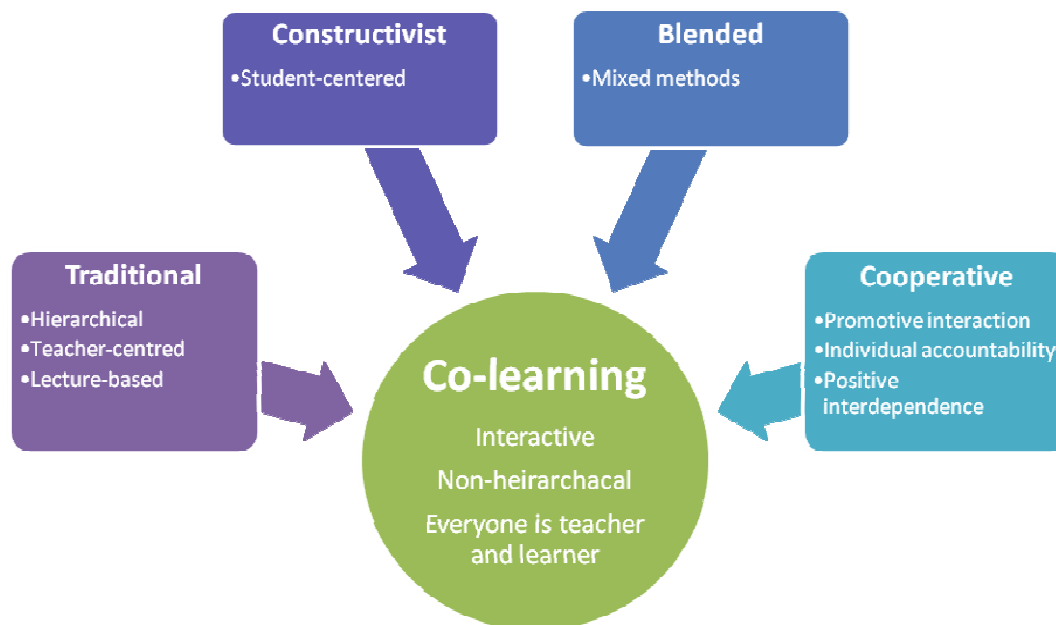 Constructivist
•Student-centered
Blended
•Mixed methods
Traditional
•Hierarchical
•Teacher-centred
•Lecture-based
Cooperative
•Promotive interaction
•Individual accountability
•Positive
interdependence
Co-learning
Interactive
Non-heirarchacal
Everyone is teacher
and learner